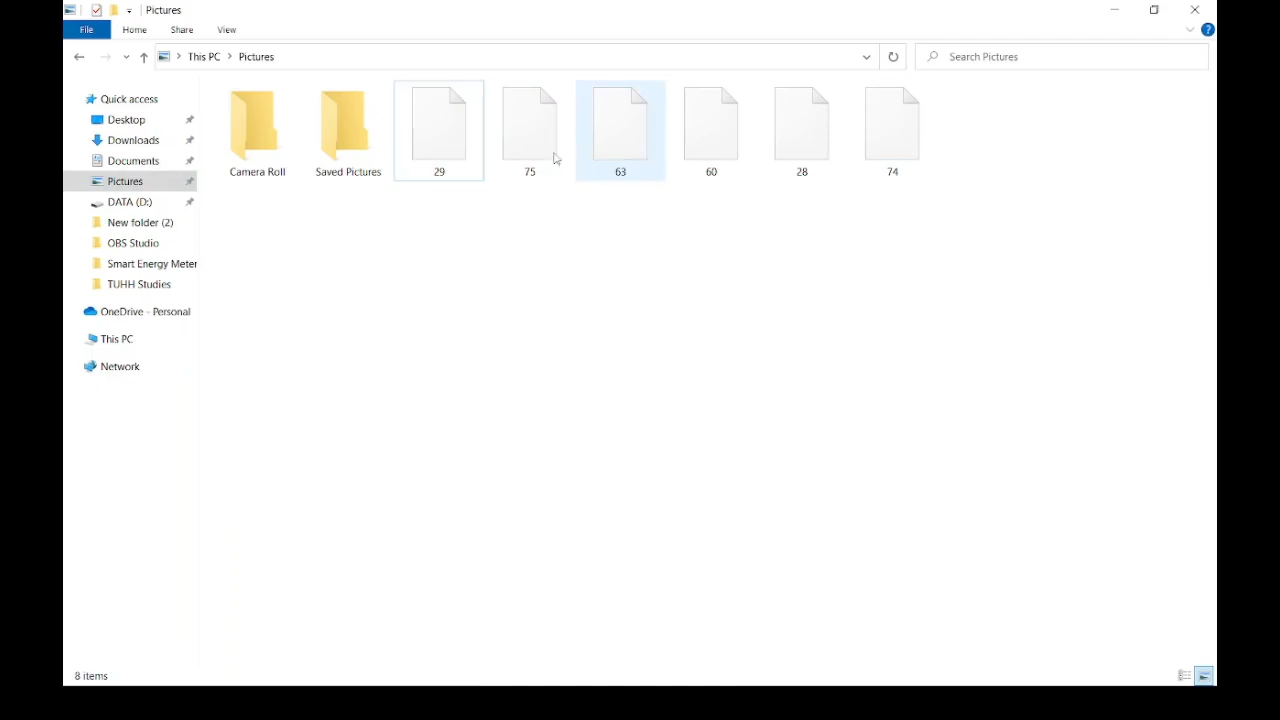 Pictures
File Home Share View
This PC Pictures Search Pictures
Quick access
Desktop
Downloads
Documents
Pictures
DATA (D:)
New folder (2)
OBS Studio
Smart Energy Meter
TUHH Studies
OneDrive - Personal
This PC
Network
Camera Roll Saved Pictures 29 75 63 60 28 74
8 items